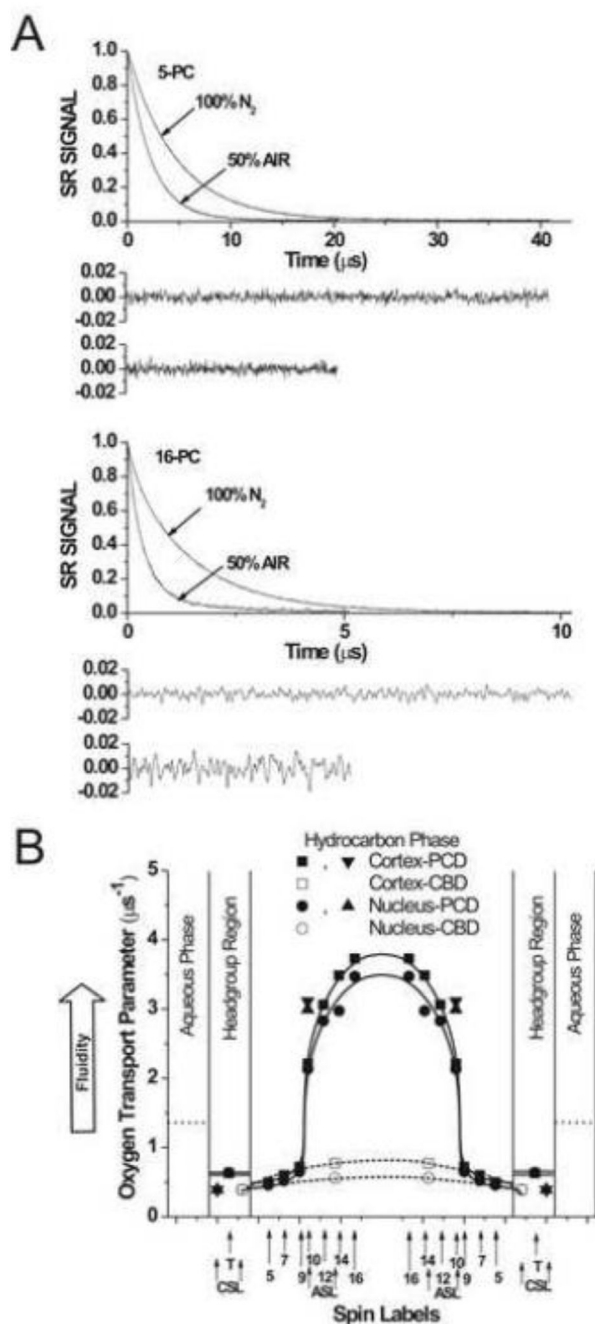 A
1.0
0.8
0.6
0.4
0.2
0.0
SR SIGNAL
5-PC
100% N2
50% AIR
0 10 20 30 40
Time (μs)
0.02
0.00
-0.02
0.02
0.00
-0.02
1.0
0.8
0.6
0.4
0.2
0.0
SR SIGNAL
16-PC
100% N2
50% AIR
0 5 10
Time (μs)
0.02
0.00
-0.02
0.02
0.00
-0.02
B
Hydrocarbon Phase
, Cortex-PCD
Cortex-CBD
, Nucleus-PCD
Nucleus-CBD
Fluidity
Oxygen Transport Parameter (μs-1)
5
4
3
2
1
0
Aqueous Phase
Headgroup Region
Headgroup Region
Aqueous Phase
T
CSL
5
7
9
10
12
ASL
14
16
16
14
ASL
12
10
9
7
5
T
CSL
Spin Labels